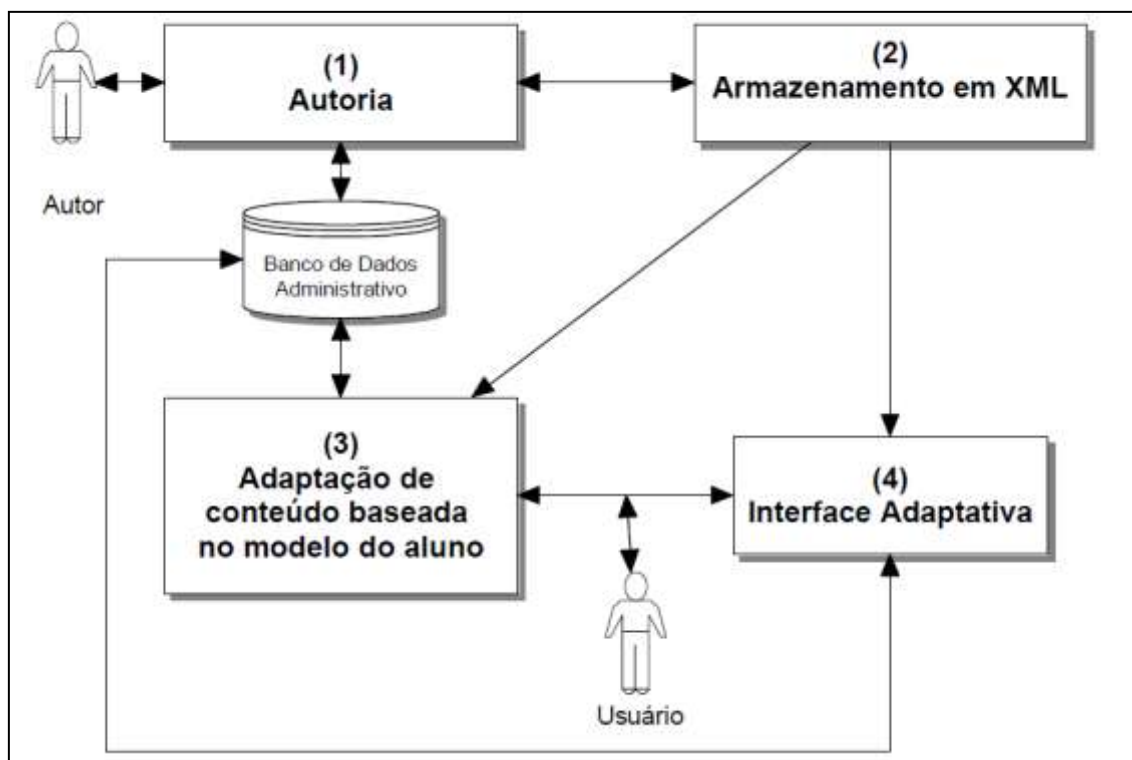 (1)
Autoria
(2)
Armazenamento em XML
Autor
Banco de Dados
Administrativo
(3)
Adaptação de
conteúdo baseada
no modelo do aluno
(4)
Interface Adaptativa
Usuário